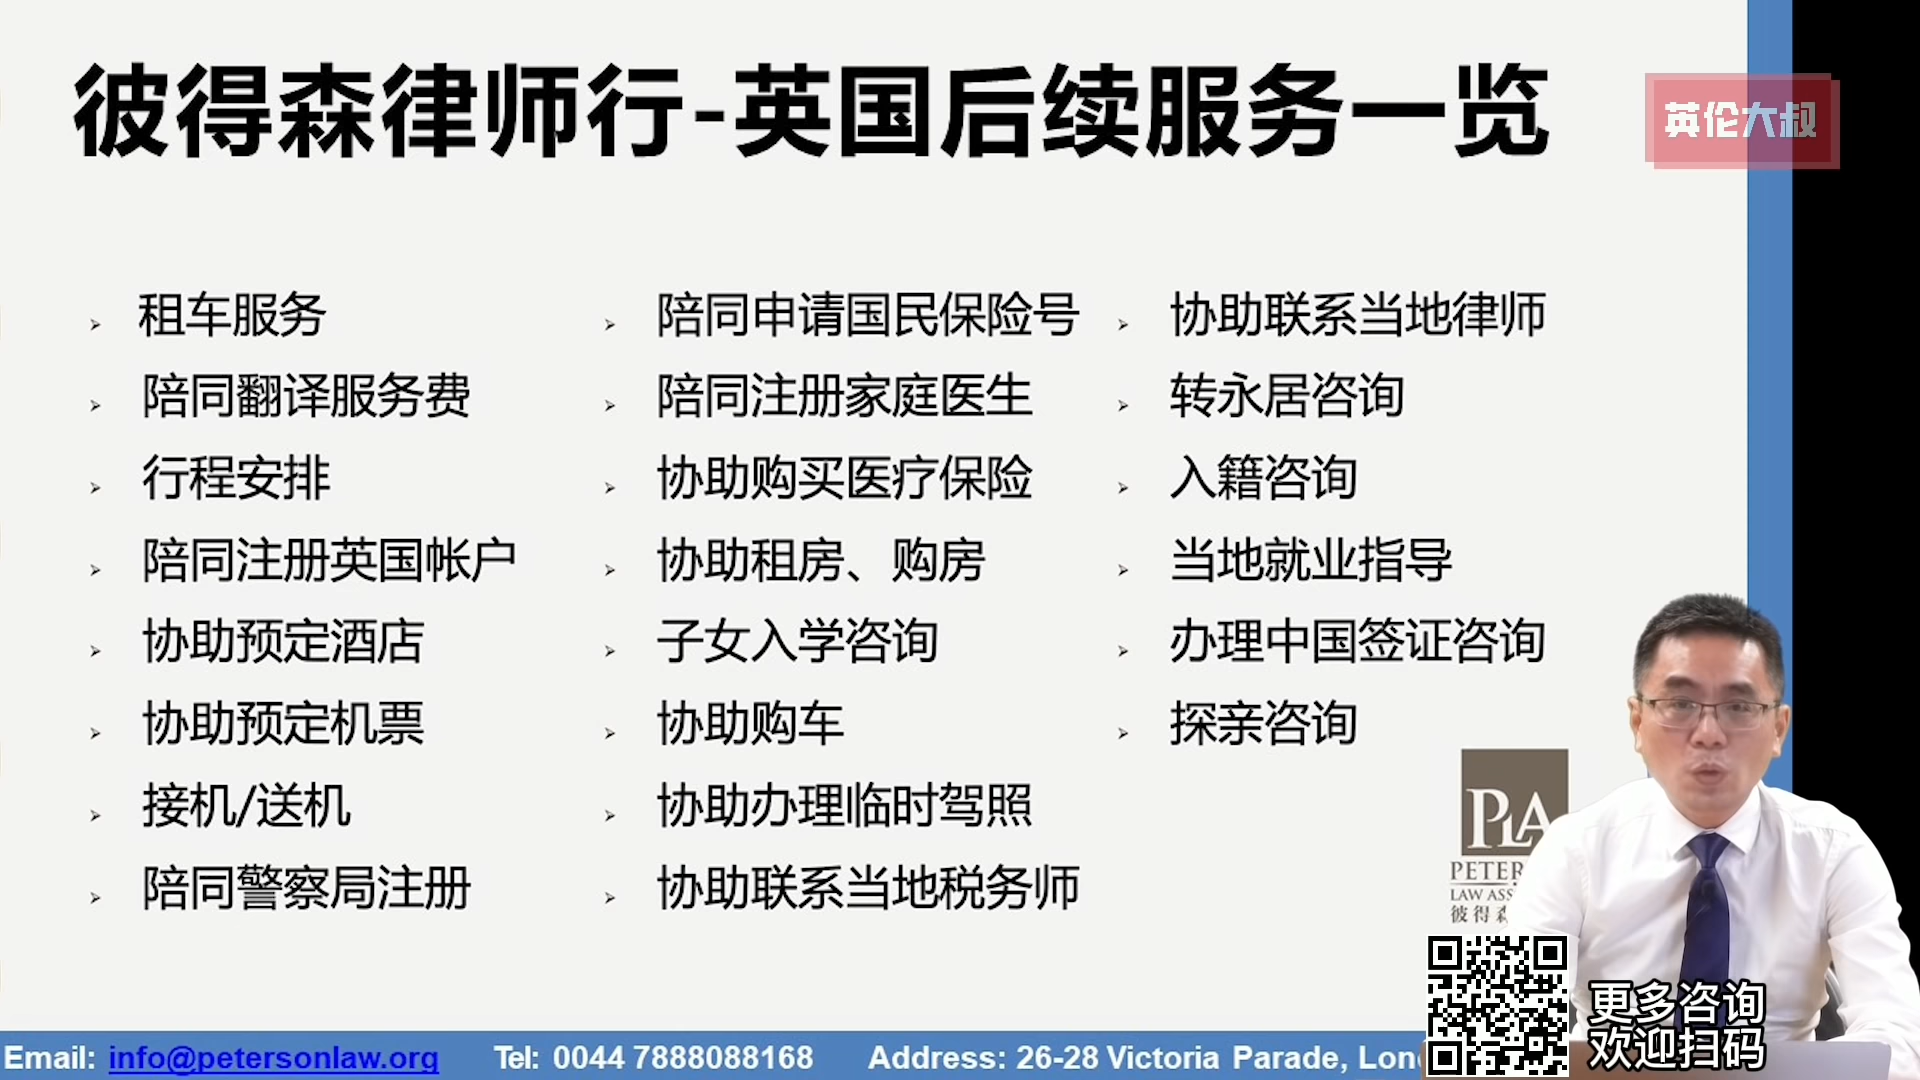 彼得森律师行-英国后续服务一览
英伦大叔
租车服务
陪同翻译服务费
行程安排
陪同注册英国帐户
协助预定酒店
协助预定机票
接机/送机
陪同警察局注册
陪同申请国民保险号
陪同注册家庭医生
协助购买医疗保险
协助租房、购房
子女入学咨询
协助购车
协助办理临时驾照
协助联系当地税务师
协助联系当地律师
转永居咨询
入籍咨询
当地就业指导
办理中国签证咨询
探亲咨询
PLA
LAW
彼得
更多咨询
欢迎扫码
Email: info@petersonlaw.org Tel: 0044 7888088168 Address: 26-28 Victoria Parade,